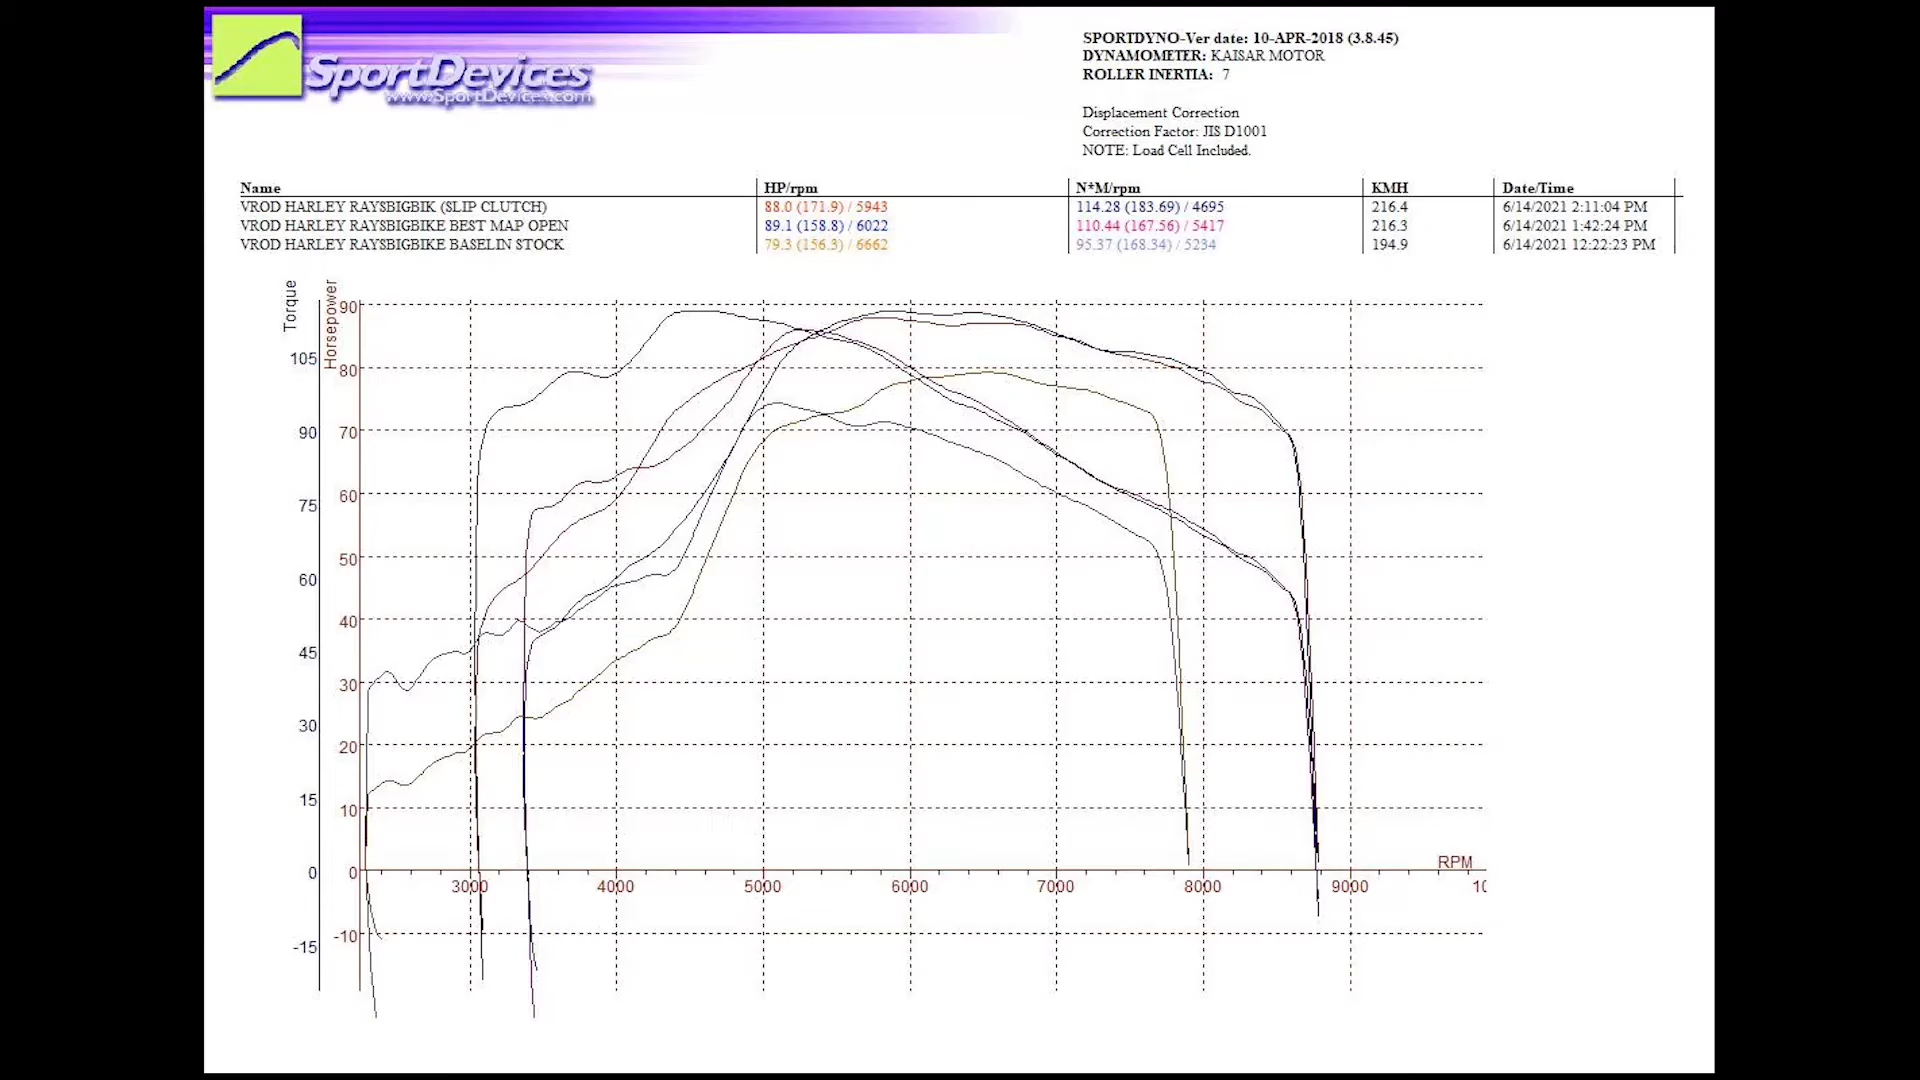 SportDevices
www.SportDevices.com
SPORTDYNO-Ver date: 10-APR-2018 (3.8.45)
DYNAMOMETER: KAISAR MOTOR
ROLLER INERTIA: 7
Displacement Correction
Correction Factor: JIS D1001
NOTE: Load Cell Included.
Name HP/rpm N*M/rpm KMH Date/Time
VROD HARLEY RAYSBIGBIK (SLIP CLUTCH) 88.0 (171.9) / 5943 114.28 (183.69) / 4695 216.4 6/14/2021 2:11:04 PM
VROD HARLEY RAYSBIGBIKE BEST MAP OPEN 89.1 (158.8) / 6022 110.44 (167.56) / 5417 216.3 6/14/2021 1:42:24 PM
VROD HARLEY RAYSBIGBIKE BASELIN STOCK 79.3 (156.3) / 6662 95.37 (168.34) / 5234 194.9 6/14/2021 12:22:23 PM
Torque
Horsepower
105
90
75
60
45
30
15
0
-15
90
80
70
60
50
40
30
20
10
0
-10
RPM
3000 4000 5000 6000 7000 8000 9000 10